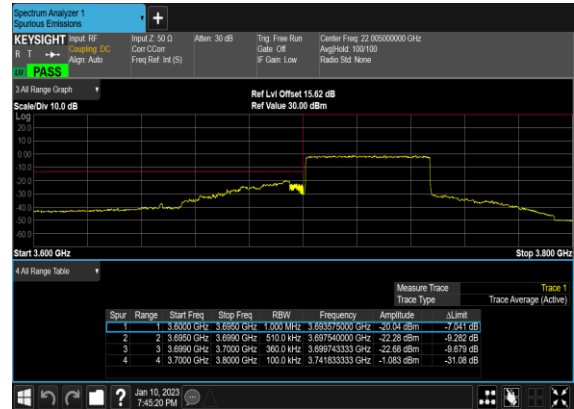 Spectrum Analyzer 1
Spurious Emissions
+
KEYSIGHT Input: RF Input Z: 50 Ω Atten: 30 dB Trig: Free Run Center Freq: 22.005000000 GHz
R T Coupling: DC Corr CCorr Gate: Off Avg|Hold: 100/100
Align: Auto Freq Ref: Int (S) IF Gain: Low Radio Std: None
PASS
3 All Range Graph
Ref Lvl Offset 15.62 dB
Scale/Div 10.0 dB Ref Value 30.00 dBm
Log
20.0
10.0
0.00
-10.0
-20.0
-30.0
-40.0
-50.0
-60.0
Start 3.600 GHz Stop 3.800 GHz
4 All Range Table
Measure Trace Trace 1
Trace Type Trace Average (Active)
Spur Range Start Freq Stop Freq RBW Frequency Amplitude ΔLimit
1 1 3.6000 GHz 3.6950 GHz 1.000 MHz 3.693575000 GHz -20.04 dBm -7.041 dB
2 2 3.6950 GHz 3.6990 GHz 510.0 kHz 3.697540000 GHz -22.28 dBm -9.282 dB
3 3 3.6990 GHz 3.7000 GHz 360.0 kHz 3.699743333 GHz -22.68 dBm -9.679 dB
4 4 3.7000 GHz 3.8000 GHz 100.0 kHz 3.741833333 GHz -1.083 dBm -31.08 dB
? Jan 10, 2023
7:45:20 PM